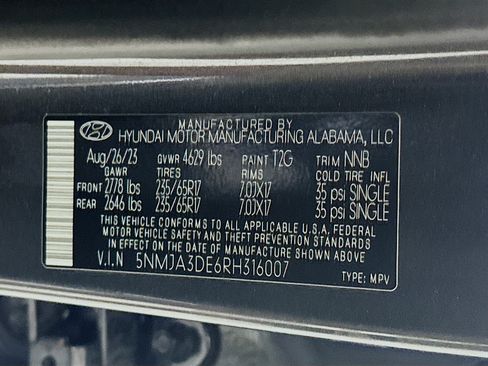 MANUFACTURED BY
HYUNDAI MOTOR MANUFACTURING ALABAMA, LLC
Aug/26/23 GVWR 4629 lbs PAINT T2G TRIM NNB
GAWR TIRES RIMS COLD TIRE INFL
FRONT 2778 lbs 235/65R17 7.0JX17 35 psi SINGLE
REAR 2646 lbs 235/65R17 7.0JX17 35 psi SINGLE
THIS VEHICLE CONFORMS TO ALL APPLICABLE U.S.A. FEDERAL
MOTOR VEHICLE SAFETY AND THEFT PREVENTION STANDARDS
IN EFFECT ON THE DATE OF MANUFACTURE SHOWN ABOVE.
V.I.N 5NMJA3DE6RH316007
TYPE: MPV